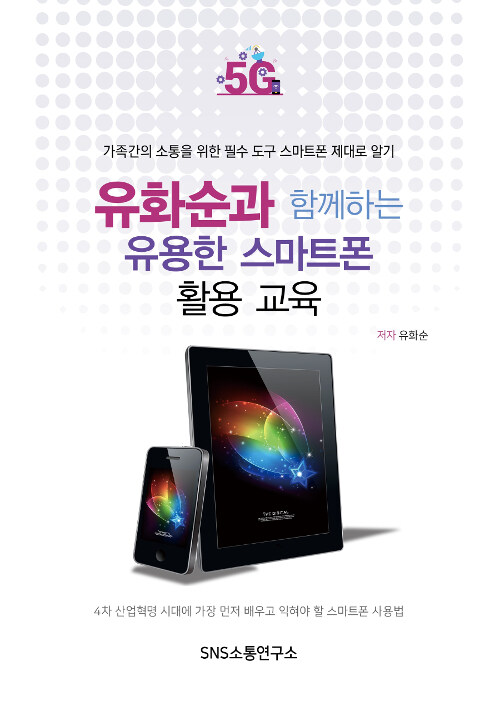 5G
가족간의 소통을 위한 필수 도구 스마트폰 제대로 알기
유화순과 함께하는
유용한 스마트폰
활용 교육
저자 유화순
THE DIGITAL
4차 산업혁명 시대에 가장 먼저 배우고 익혀야 할 스마트폰 사용법
SNS소통연구소